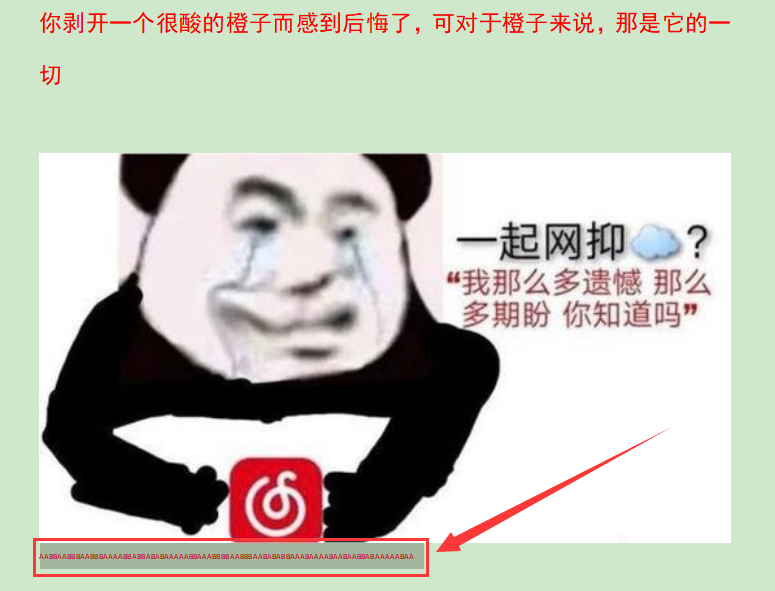 你剥开一个很酸的橙子而感到后悔了，可对于橙子来说，那是它的一
切
一起网抑☁️？
“我那么多遗憾 那么
多期盼 你知道吗”